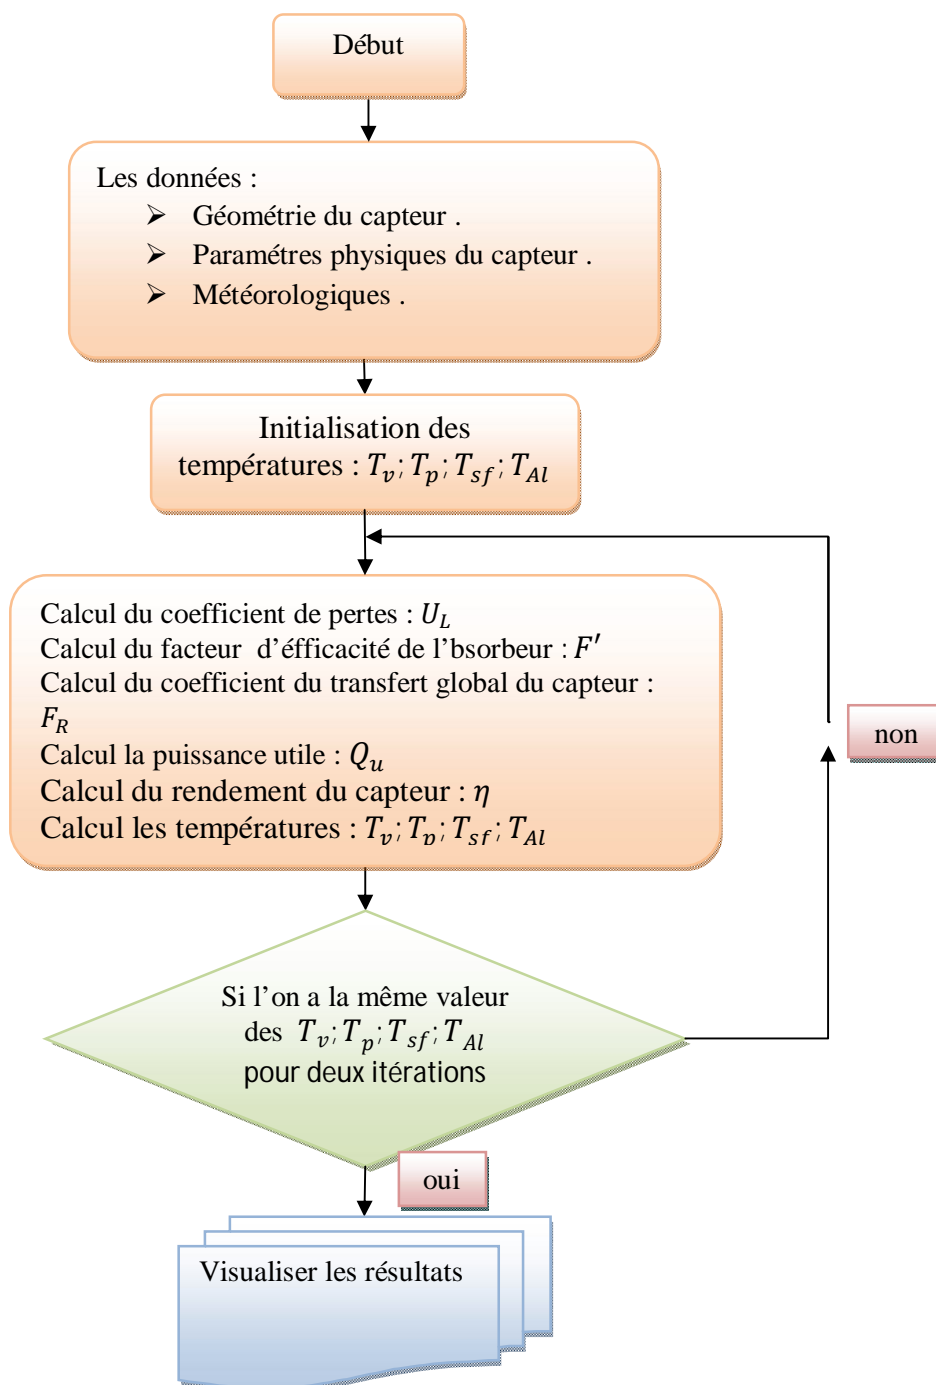 Début
Les données :
➢ Géométrie du capteur .
➢ Paramétres physiques du capteur .
➢ Météorologiques .
Initialisation des
températures : T_v; T_p; T_sf; T_Al
Calcul du coefficient de pertes : U_L
Calcul du facteur d’éfficacité de l’bsorbeur : F′
Calcul du coefficient du transfert global du capteur :
F_R
Calcul la puissance utile : Q_u
Calcul du rendement du capteur : η
Calcul les températures : T_v; T_p; T_sf; T_Al
non
Si l’on a la même valeur
des T_v; T_p; T_sf; T_Al
pour deux itérations
oui
Visualiser les résultats